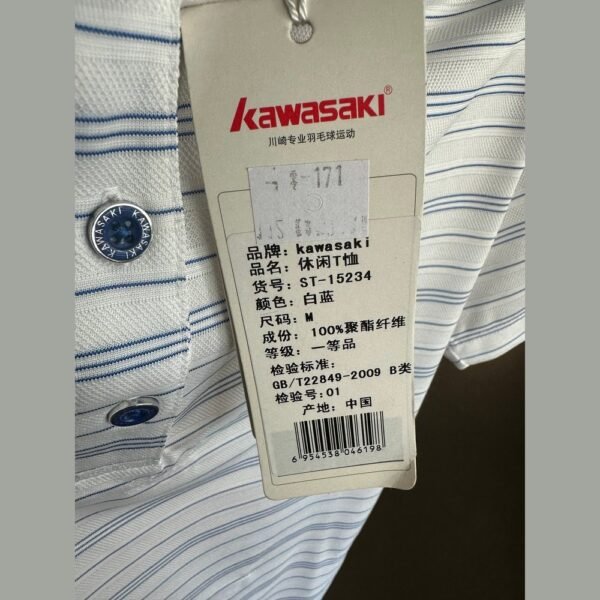 Kawasaki®
川崎专业羽毛球运动
-171
品牌：kawasaki
品名：休闲T恤
货号：ST-15234
颜色：白蓝
尺码：M
成份：100%聚酯纤维
等级：一等品
检验标准：
GB/T22849-2009 B类
检验号：01
产地：中国
6 954538 046198
KAWASAKI KAWASAKI